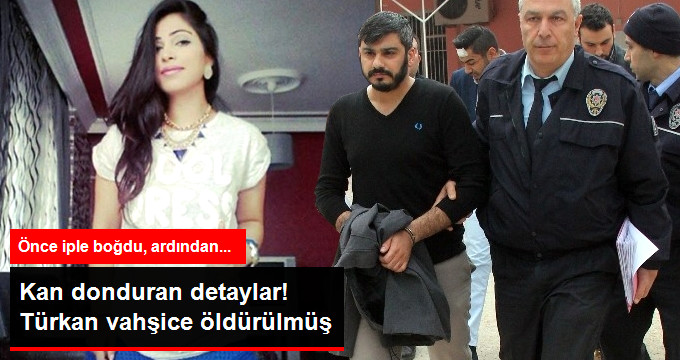 Önce iple boğdu, ardından...
Kan donduran detaylar!
Türkan vahşice öldürülmüş